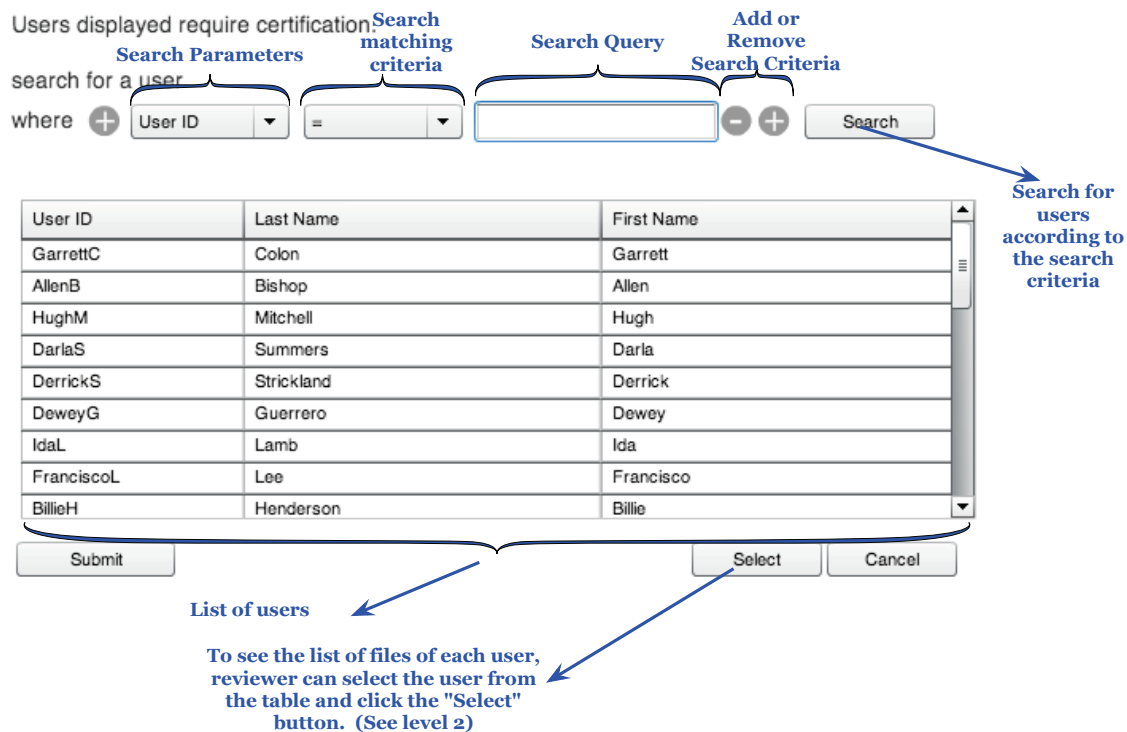 Users displayed require certification.
Search
matching
criteria
Add or
Remove
Search Criteria
Search Parameters
Search Query
search for a user
where + User ID = - + Search
Search for
users
according to
the search
criteria
User ID Last Name First Name
GarrettC Colon Garrett
AllenB Bishop Allen
HughM Mitchell Hugh
DarlaS Summers Darla
DerrickS Strickland Derrick
DeweyG Guerrero Dewey
IdaL Lamb Ida
FranciscoL Lee Francisco
BillieH Henderson Billie
Submit Select Cancel
List of users
To see the list of files of each user,
reviewer can select the user from
the table and click the "Select"
button. (See level 2)